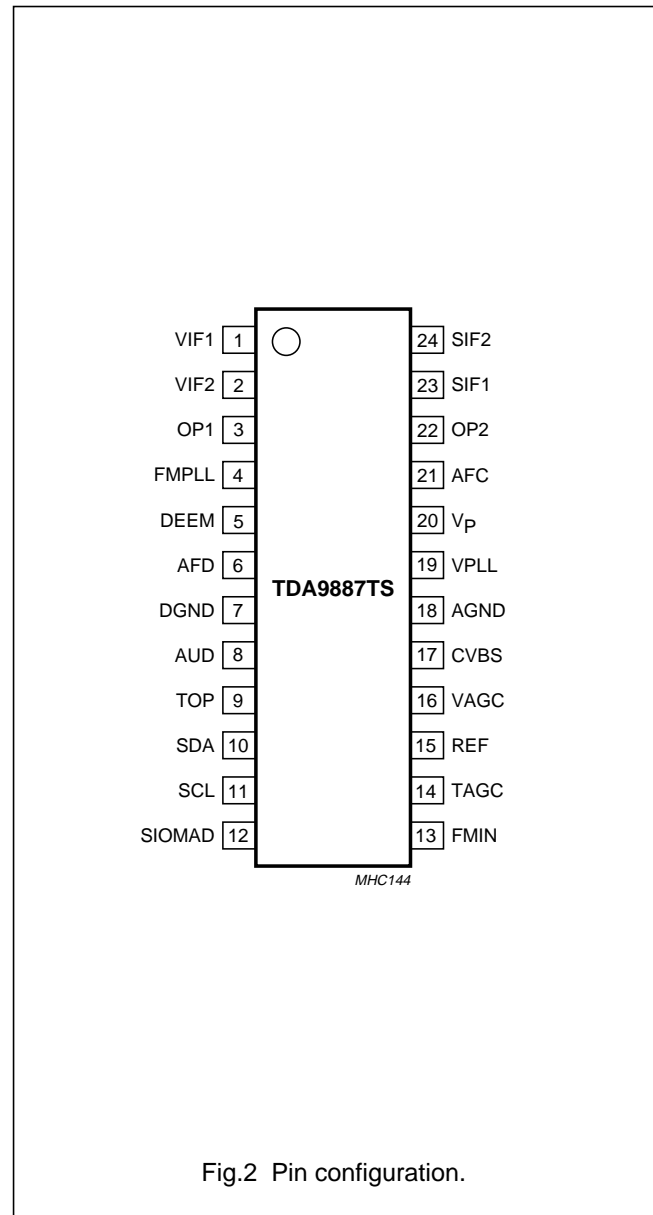 VIF1 1 24 SIF2
VIF2 2 23 SIF1
OP1 3 22 OP2
FMPLL 4 21 AFC
DEEM 5 20 VP
AFD 6 19 VPLL
TDA9887TS
DGND 7 18 AGND
AUD 8 17 CVBS
TOP 9 16 VAGC
SDA 10 15 REF
SCL 11 14 TAGC
SIOMAD 12 13 FMIN
MHC144
Fig.2 Pin configuration.